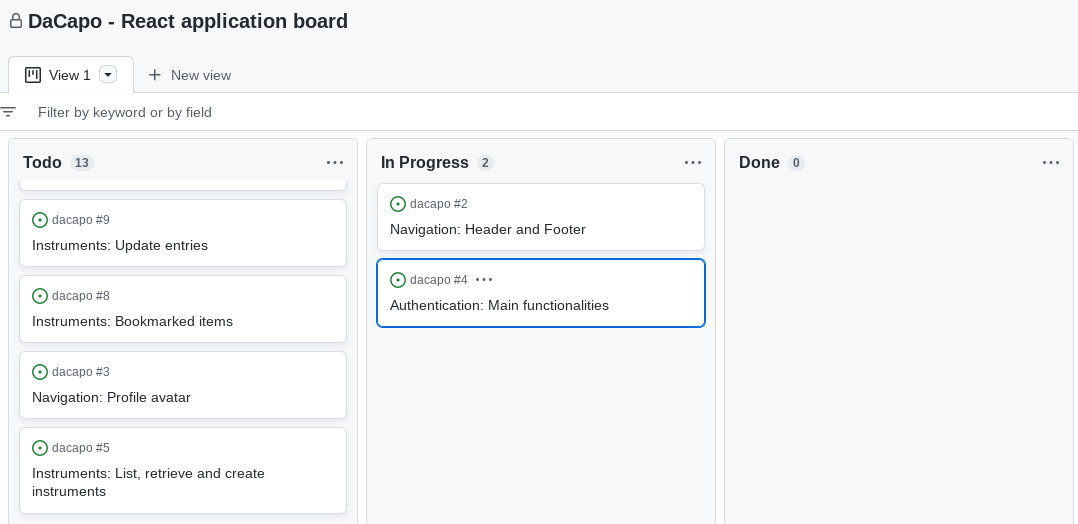 DaCapo - React application board
View 1
New view
Filter by keyword or by field
Todo 13
dacapo #9
Instruments: Update entries
dacapo #8
Instruments: Bookmarked items
dacapo #3
Navigation: Profile avatar
dacapo #5
Instruments: List, retrieve and create
instruments
In Progress 2
dacapo #2
Navigation: Header and Footer
dacapo #4
Authentication: Main functionalities
Done 0